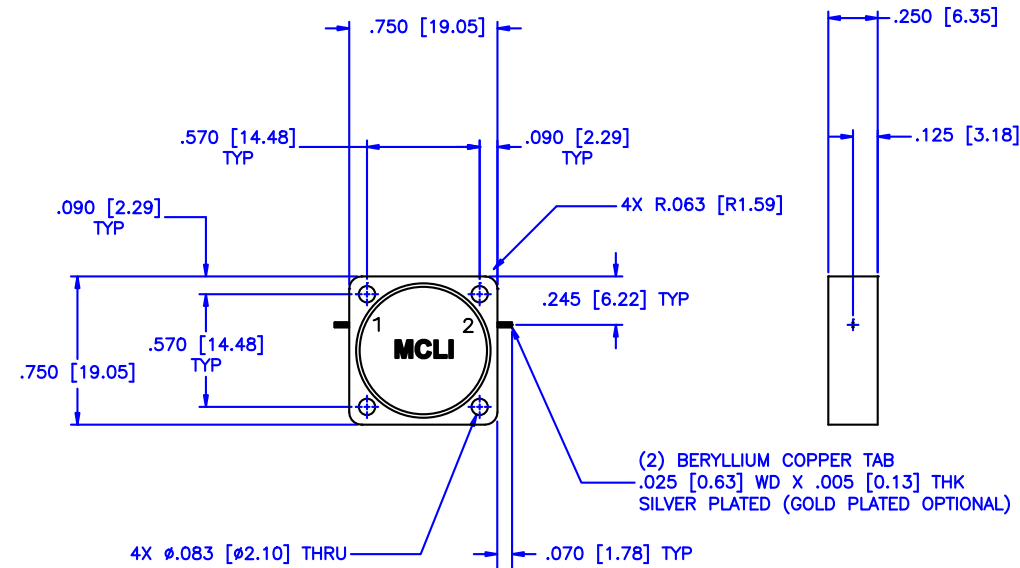 .750 [19.05]
.250 [6.35]
.570 [14.48]
TYP
.090 [2.29]
TYP
.125 [3.18]
.090 [2.29]
TYP
4X R.063 [R1.59]
.245 [6.22] TYP
1
2
MCLI
.570 [14.48]
TYP
.750 [19.05]
(2) BERYLLIUM COPPER TAB
.025 [0.63] WD X .005 [0.13] THK
SILVER PLATED (GOLD PLATED OPTIONAL)
4X ø.083 [ø2.10] THRU
.070 [1.78] TYP